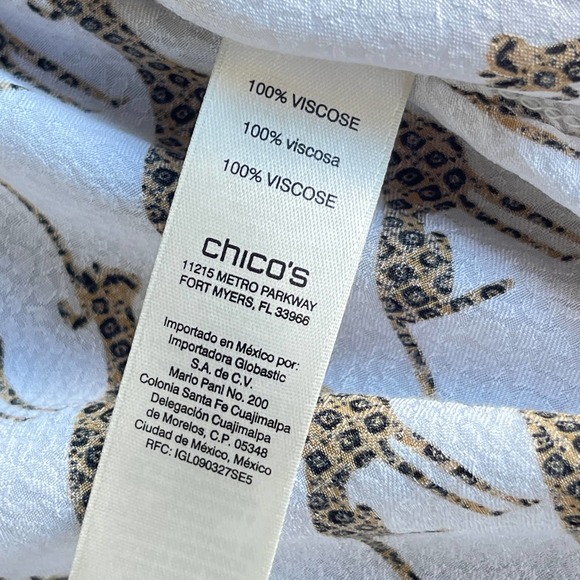 100% VISCOSE
100% viscosa
100% VISCOSE
chico's
11215 METRO PARKWAY
FORT MYERS, FL 33966
Importado en México por:
Importadora Globastic
S.A. de C.V.
Mario Pani No. 200
Colonia Santa Fe Cuajimalpa
Delegación Cuajimalpa
de Morelos, C.P. 05348
Ciudad de México, México
RFC: IGL090327SE5